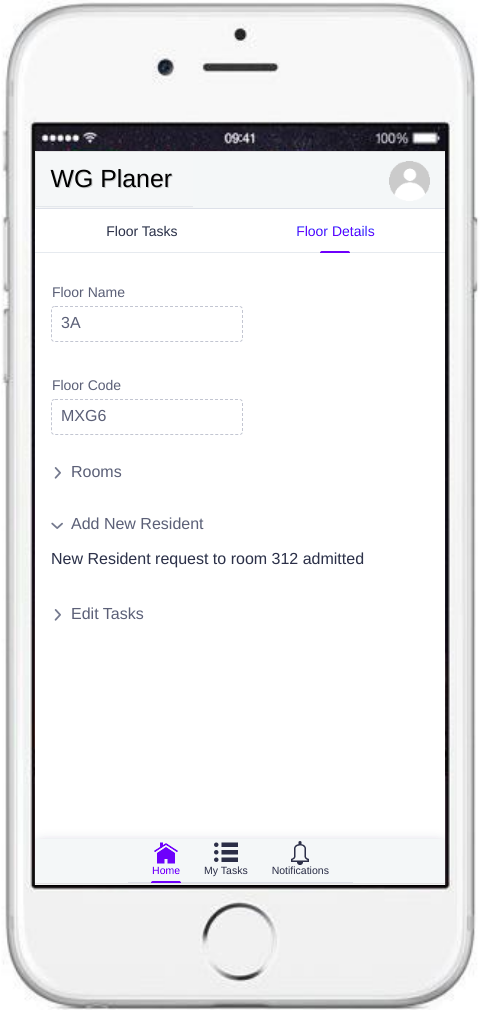 09:41
100%
WG Planer
Floor Tasks
Floor Details
Floor Name
3A
Floor Code
MXG6
Rooms
Add New Resident
New Resident request to room 312 admitted
Edit Tasks
Home
My Tasks
Notifications